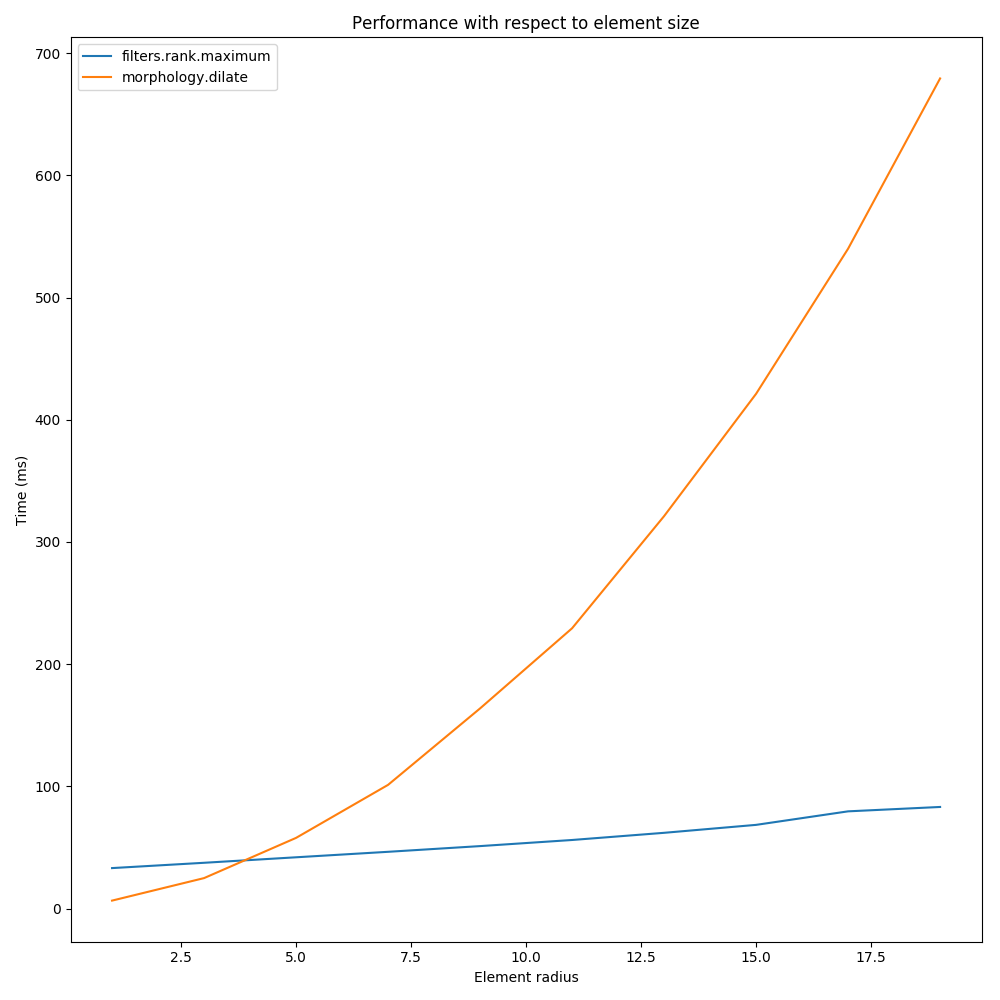 Performance with respect to element size
filters.rank.maximum
morphology.dilate
700
600
500
400
300
200
100
0
Time (ms)
2.5 5.0 7.5 10.0 12.5 15.0 17.5
Element radius